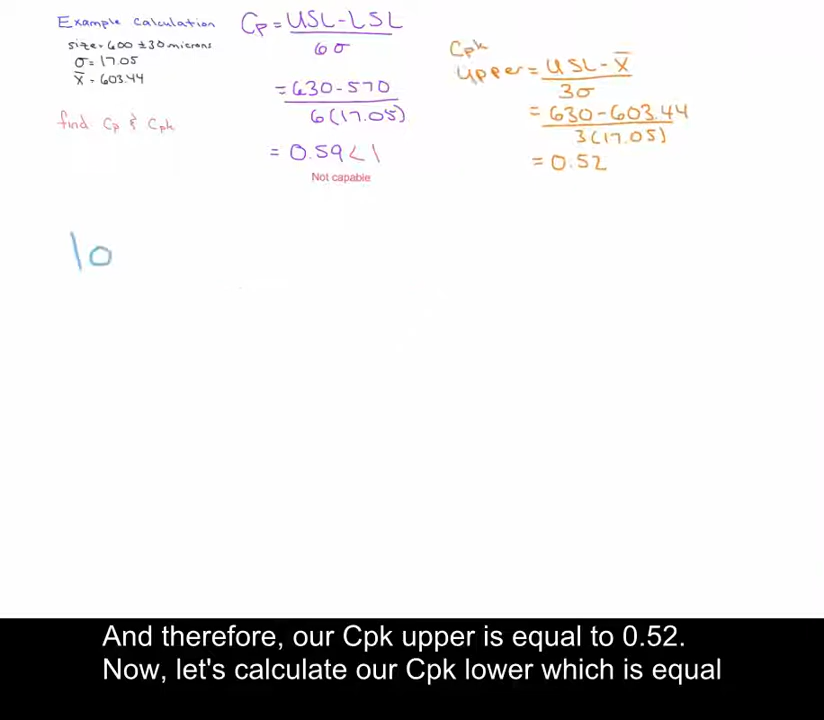 Example Calculation
size = 600 ± 30 microns
σ = 17.05
x̄ = 603.44
find Cp & Cpk
Cp = USL - LSL
6σ
= 630 - 570
6(17.05)
= 0.59 < 1
Not capable
Cpk
upper = USL - x̄
3σ
= 630 - 603.44
3(17.05)
= 0.52
lo
And therefore, our Cpk upper is equal to 0.52.
Now, let's calculate our Cpk lower which is equal